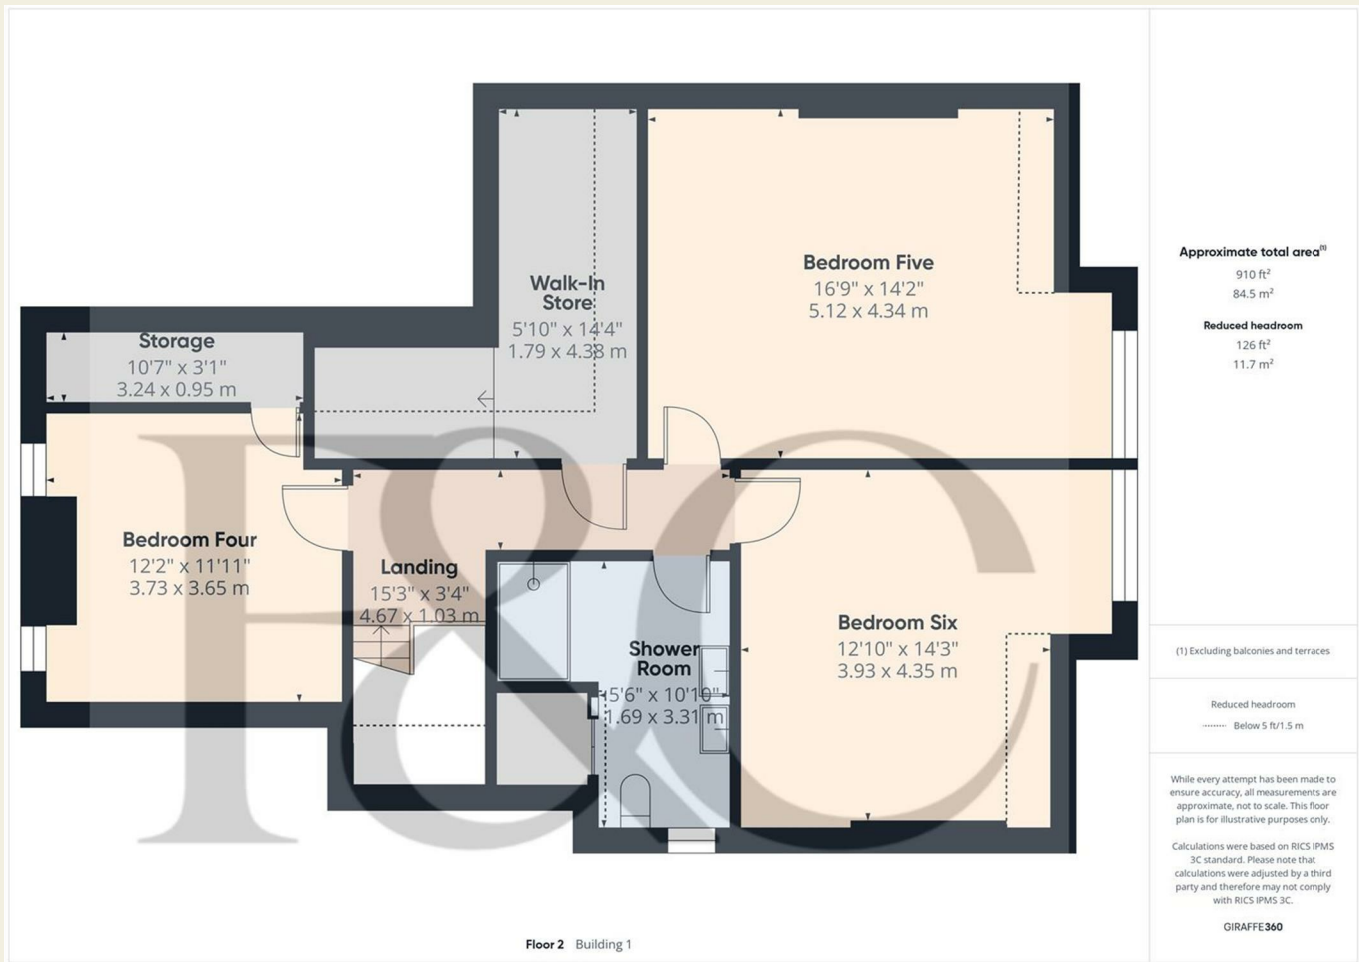 Walk-In
Store
5'10" x 14'4"
1.79 x 4.38 m
Bedroom Five
16'9" x 14'2"
5.12 x 4.34 m
Storage
10'7" x 3'1"
3.24 x 0.95 m
Bedroom Four
12'2" x 11'11"
3.73 x 3.65 m
Landing
15'3" x 3'4"
4.67 x 1.03 m
Shower
Room
5'6" x 10'10"
1.69 x 3.31 m
Bedroom Six
12'10" x 14'3"
3.93 x 4.35 m
F&C
Floor 2 Building 1
Approximate total area(1)
910 ft²
84.5 m²
Reduced headroom
126 ft²
11.7 m²
(1) Excluding balconies and terraces
Reduced headroom
Below 5 ft/1.5 m
While every attempt has been made to
ensure accuracy, all measurements are
approximate, not to scale. This floor
plan is for illustrative purposes only.
Calculations were based on RICS IPMS
3C standard. Please note that
calculations were adjusted by a third
party and therefore may not comply
with RICS IPMS 3C.
GIRAFFE360